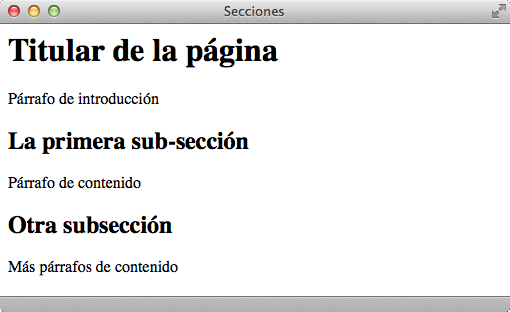 Secciones
Titular de la página
Párrafo de introducción
La primera sub-sección
Párrafo de contenido
Otra subsección
Más párrafos de contenido